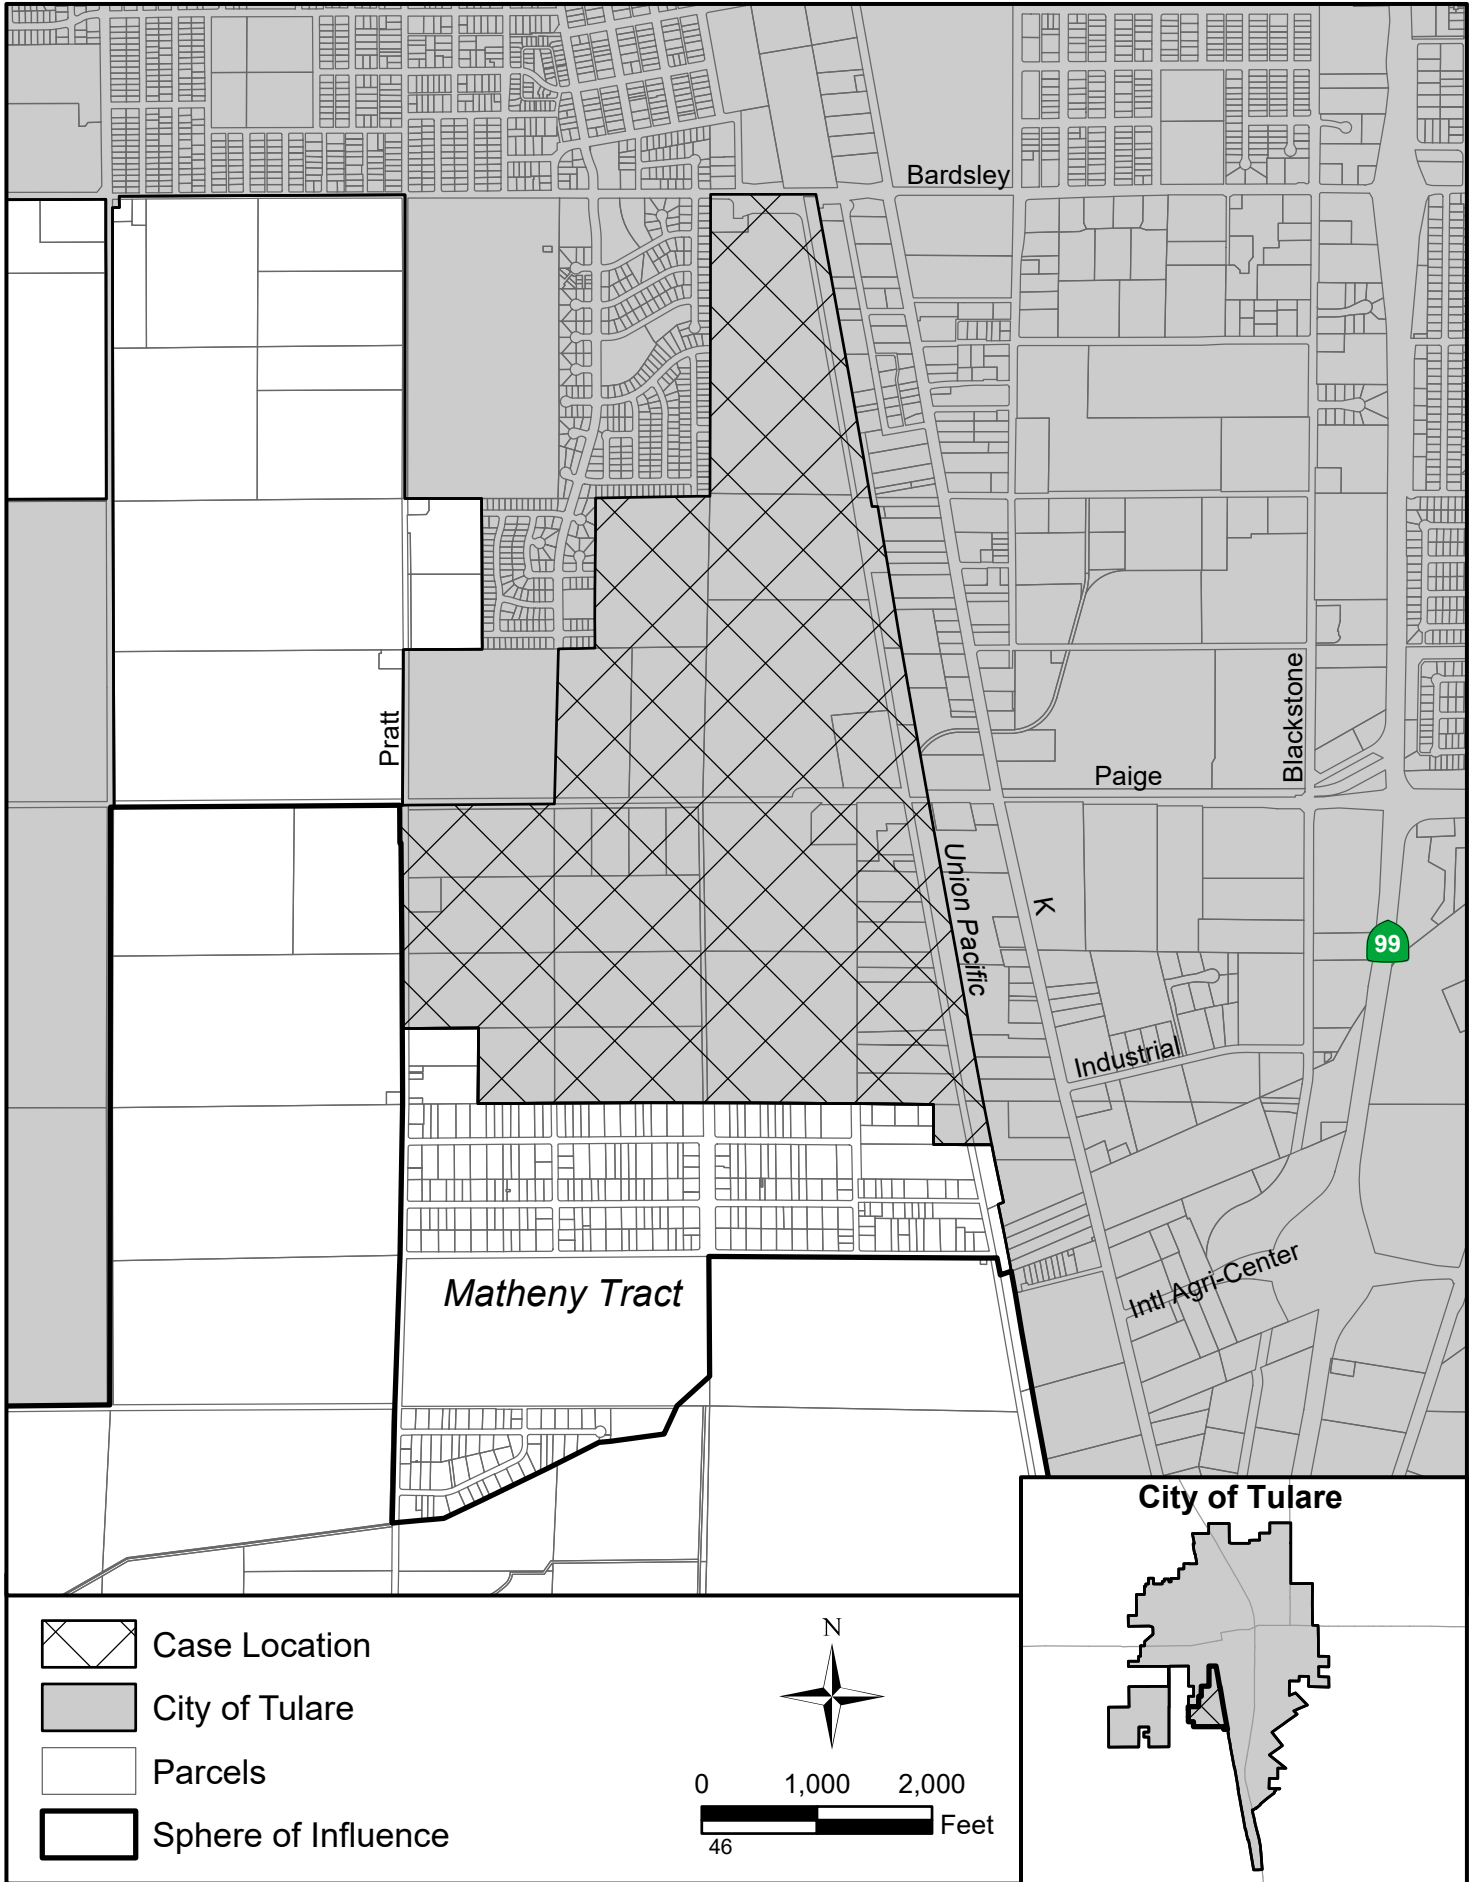 Bardsley
Pratt
Blackstone
Paige
Union Pacific
K
99
Industrial
Intl Agri-Center
Matheny Tract
City of Tulare
Case Location
City of Tulare
Parcels
Sphere of Influence
N
0 1,000 2,000
Feet
46